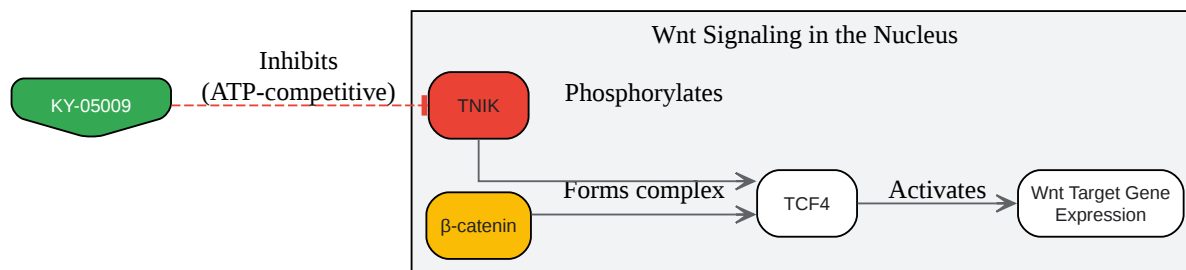 Wnt Signaling in the Nucleus
Inhibits
(ATP-competitive)
KY-05009
TNIK
Phosphorylates
Forms complex
β-catenin
TCF4
Activates
Wnt Target Gene
Expression